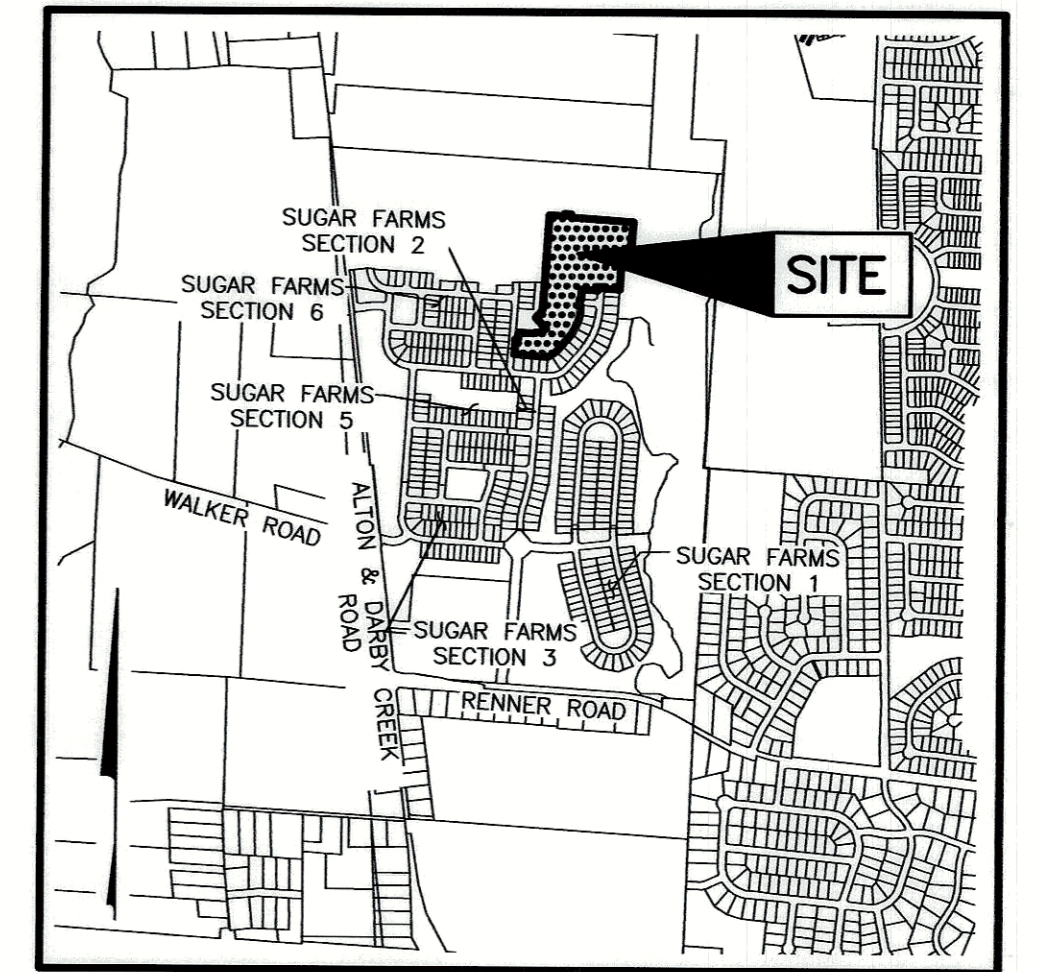 SUGAR FARMS
SECTION 2
SITE
SUGAR FARMS
SECTION 6
SUGAR FARMS
SECTION 5
WALKER ROAD
ALTON & DARBY CREEK
ROAD
SUGAR FARMS
SECTION 1
SUGAR FARMS
SECTION 3
RENNER ROAD